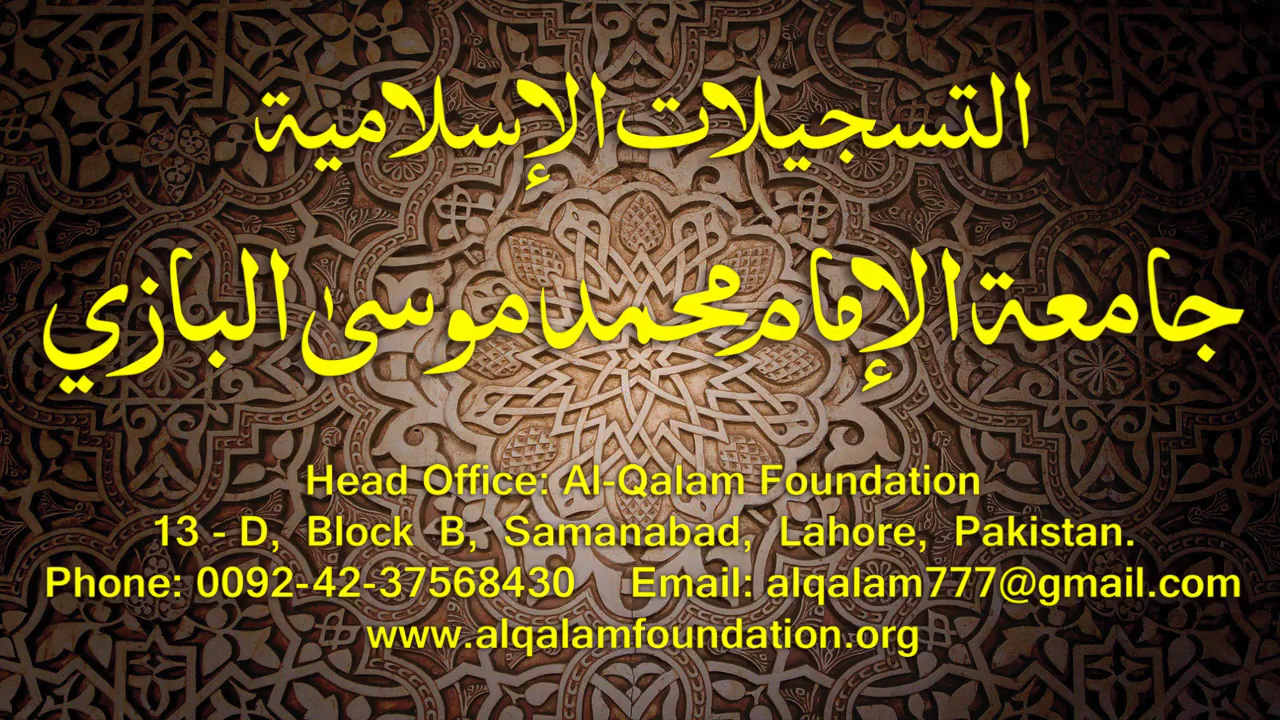 التسجيلات الإسلامية
جامعة الإمام محمد موسىٰ البازي
Head Office: Al-Qalam Foundation
13 - D, Block B, Samanabad, Lahore, Pakistan.
Phone: 0092-42-37568430 Email: alqalam777@gmail.com
www.alqalamfoundation.org